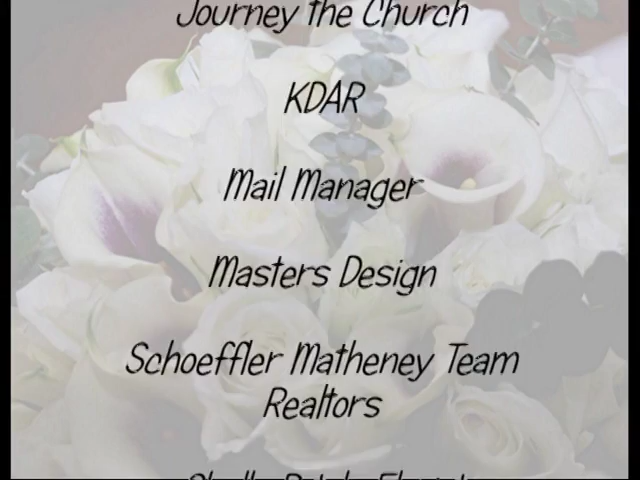 Journey the Church
KDAR
Mail Manager
Masters Design
Schoeffler Matheney Team
Realtors